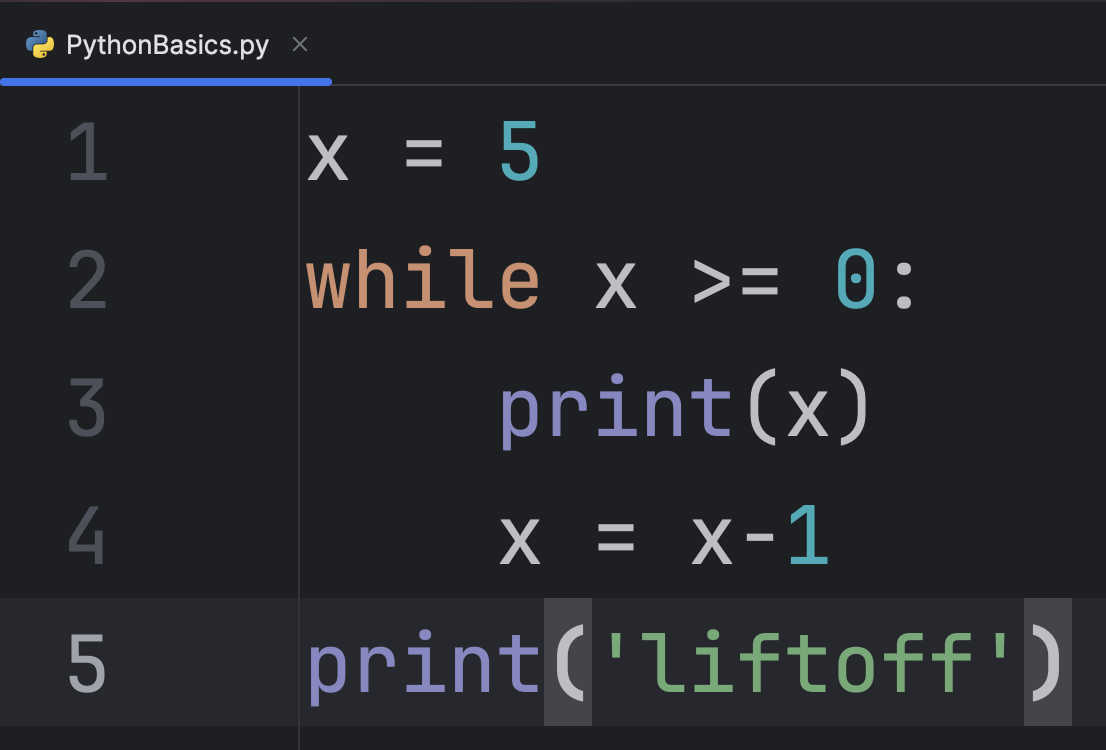 PythonBasics.py
1 x = 5
2 while x >= 0:
3     print(x)
4     x = x-1
5 print('liftoff')